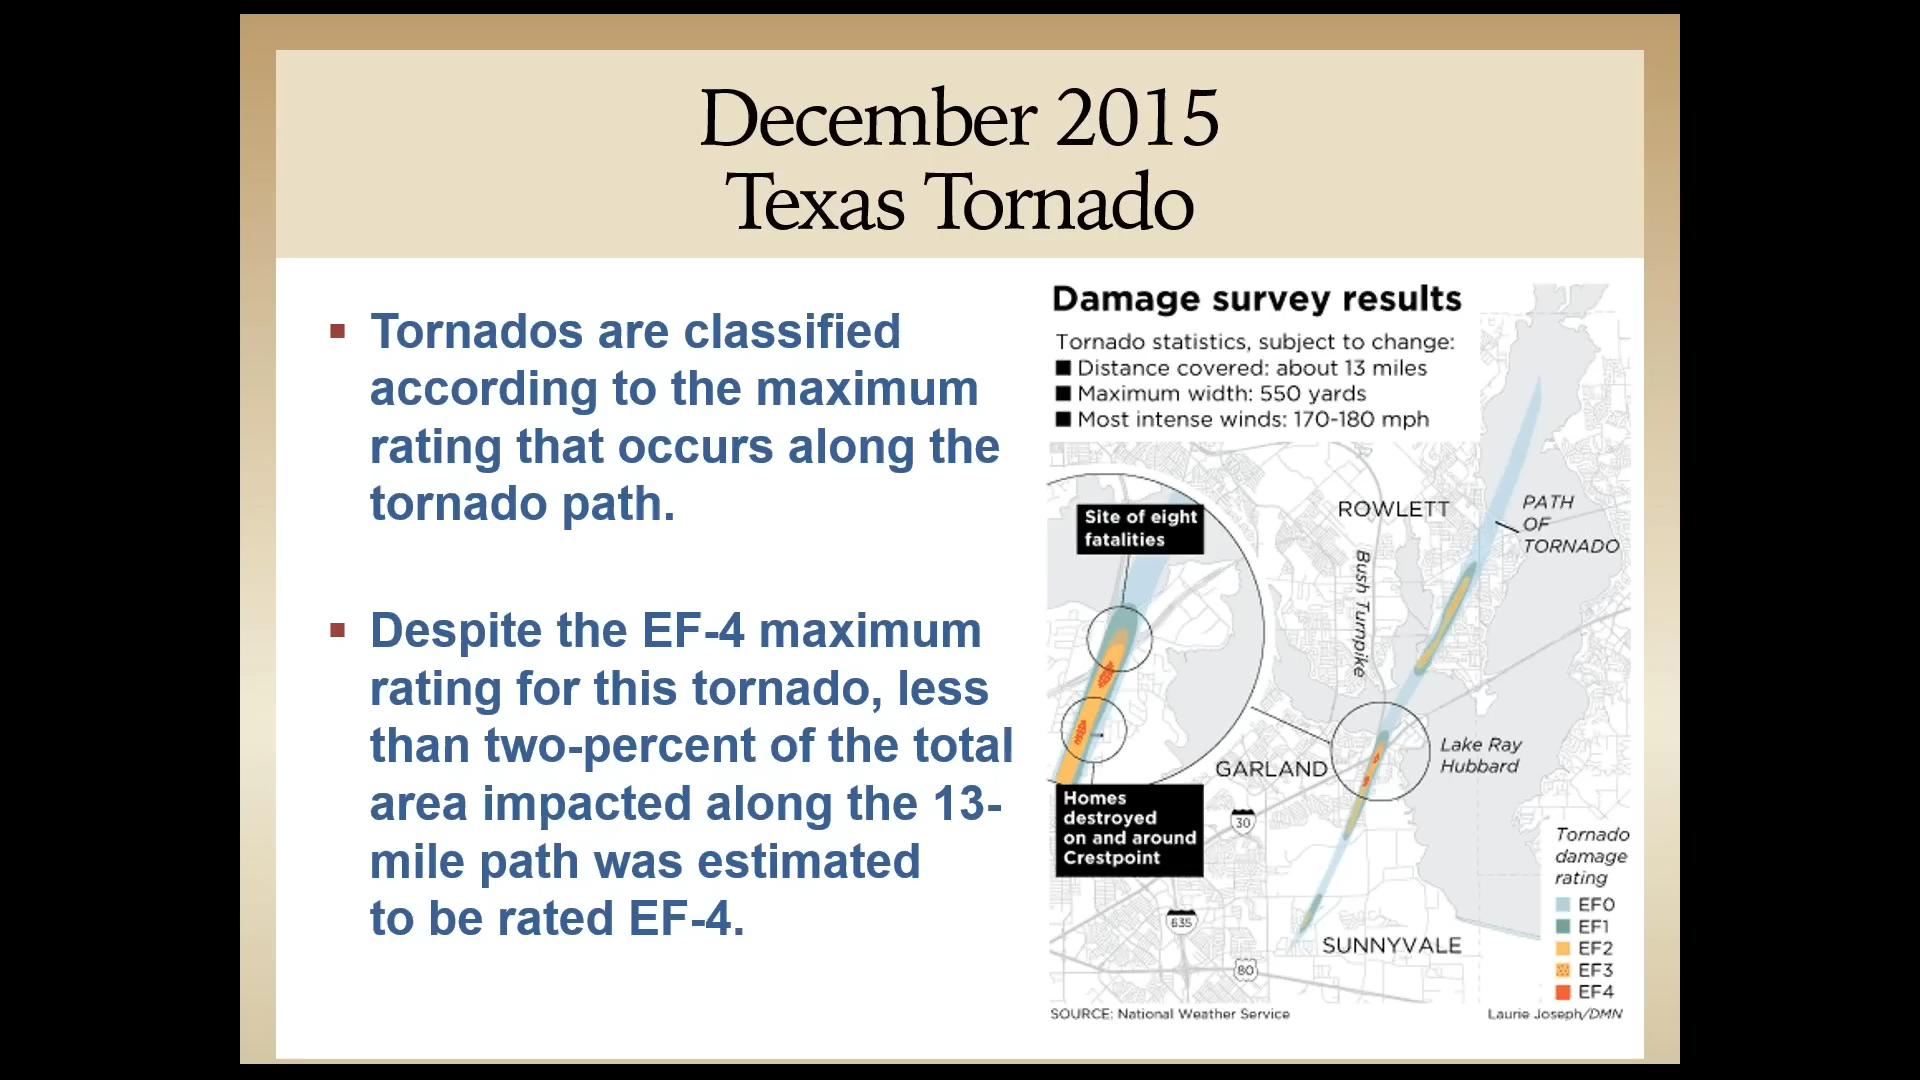 December 2015
Texas Tornado
▪ Tornados are classified
according to the maximum
rating that occurs along the
tornado path.
▪ Despite the EF-4 maximum
rating for this tornado, less
than two-percent of the total
area impacted along the 13-
mile path was estimated
to be rated EF-4.
Damage survey results
Tornado statistics, subject to change:
■ Distance covered: about 13 miles
■ Maximum width: 550 yards
■ Most intense winds: 170-180 mph
Site of eight
fatalities
ROWLETT
PATH
OF
TORNADO
Bush Turnpike
Lake Ray
Hubbard
GARLAND
Homes
destroyed
on and around
Crestpoint
30
635
80
SUNNYVALE
Tornado
damage
rating
EF0
EF1
EF2
EF3
EF4
SOURCE: National Weather Service
Laurie Joseph/DMN